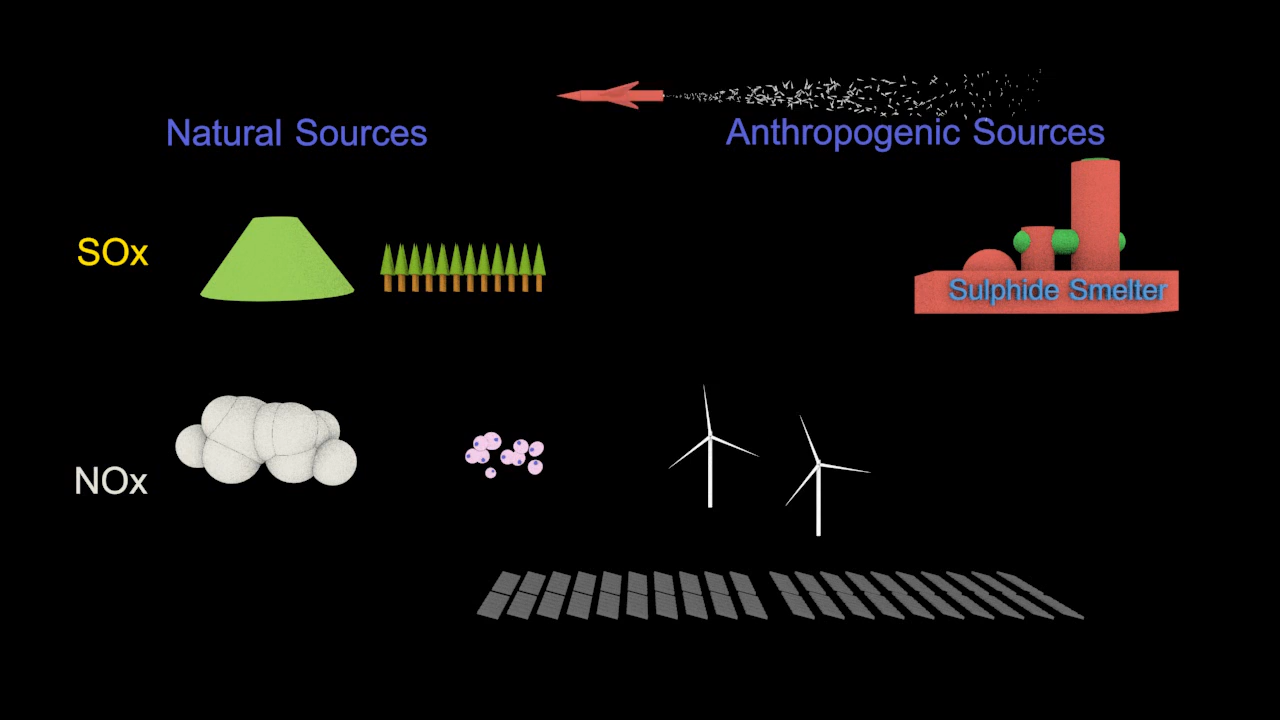 Natural Sources
Anthropogenic Sources
SOx
Sulphide Smelter
NOx